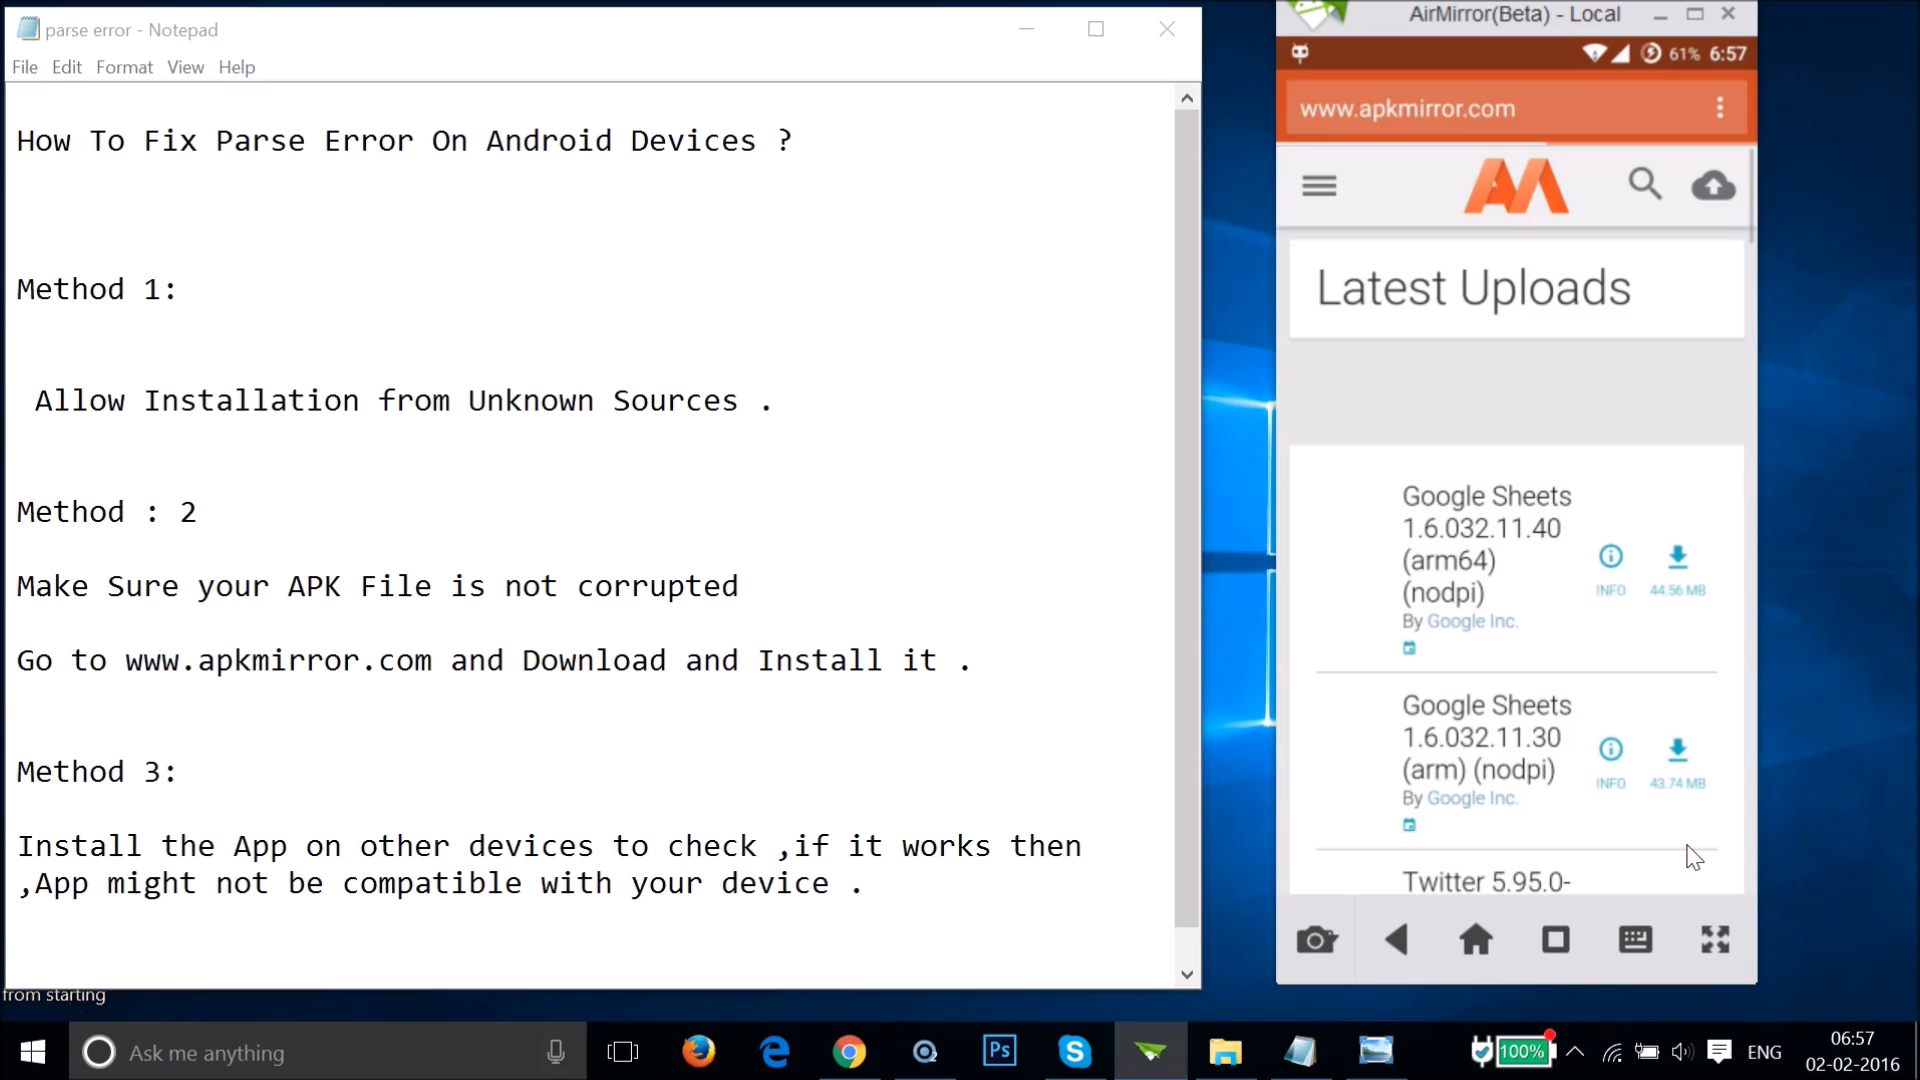 parse error - Notepad
File Edit Format View Help
How To Fix Parse Error On Android Devices ?
Method 1:
Allow Installation from Unknown Sources .
Method : 2
Make Sure your APK File is not corrupted
Go to www.apkmirror.com and Download and Install it .
Method 3:
Install the App on other devices to check ,if it works then
,App might not be compatible with your device .
from starting
AirMirror(Beta) - Local
61% 6:57
www.apkmirror.com
Latest Uploads
Google Sheets
1.6.032.11.40
(arm64)
(nodpi)
By Google Inc.
INFO
44.56 MB
Google Sheets
1.6.032.11.30
(arm) (nodpi)
By Google Inc.
INFO
43.74 MB
Twitter 5.95.0-
Ask me anything
Ps
100%
ENG
06:57
02-02-2016